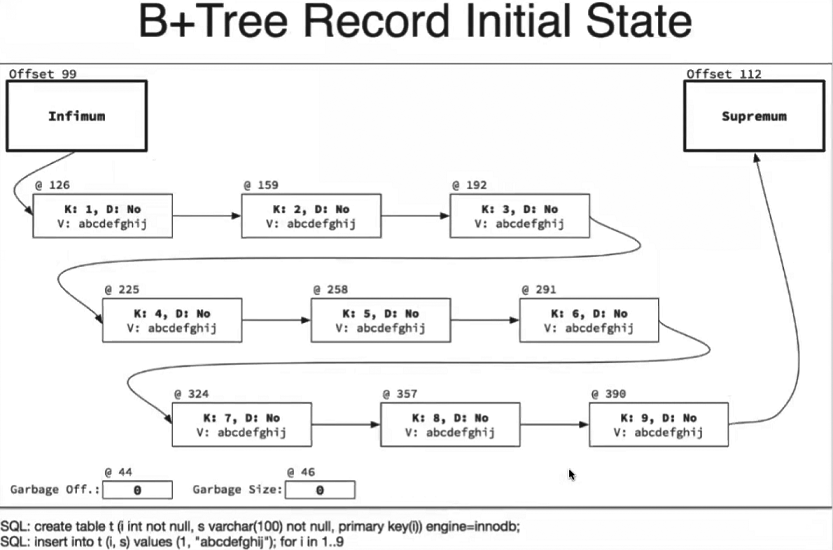 B+Tree Record Initial State
Offset 99
Offset 112
Infimum
Supremum
@ 126
@ 159
@ 192
K: 1, D: No
V: abcdefghij
K: 2, D: No
V: abcdefghij
K: 3, D: No
V: abcdefghij
@ 225
@ 258
@ 291
K: 4, D: No
V: abcdefghij
K: 5, D: No
V: abcdefghij
K: 6, D: No
V: abcdefghij
@ 324
@ 357
@ 390
K: 7, D: No
V: abcdefghij
K: 8, D: No
V: abcdefghij
K: 9, D: No
V: abcdefghij
@ 44
@ 46
Garbage Off.: 0
Garbage Size: 0
SQL: create table t (i int not null, s varchar(100) not null, primary key(i)) engine=innodb;
SQL: insert into t (i, s) values (1, "abcdefghij"); for i in 1..9